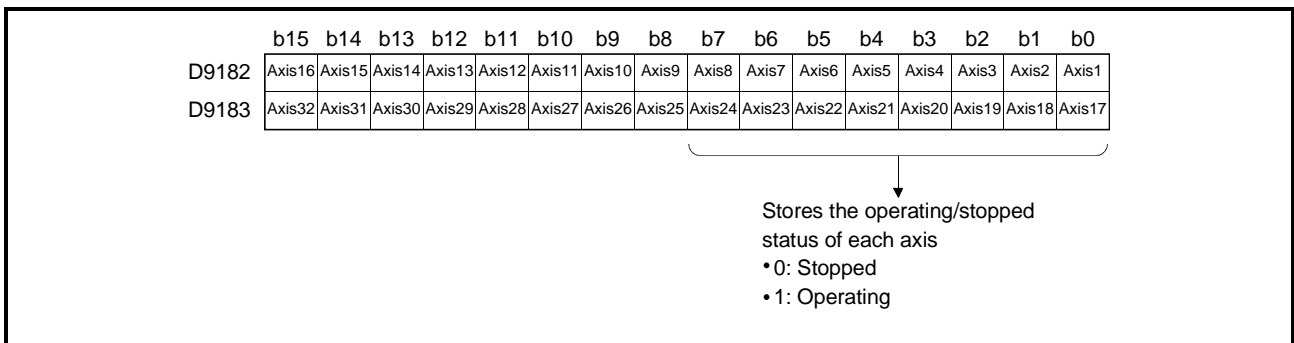 b15 b14 b13 b12 b11 b10 b9 b8 b7 b6 b5 b4 b3 b2 b1 b0
D9182 Axis16 Axis15 Axis14 Axis13 Axis12 Axis11 Axis10 Axis9 Axis8 Axis7 Axis6 Axis5 Axis4 Axis3 Axis2 Axis1
D9183 Axis32 Axis31 Axis30 Axis29 Axis28 Axis27 Axis26 Axis25 Axis24 Axis23 Axis22 Axis21 Axis20 Axis19 Axis18 Axis17
Stores the operating/stopped
status of each axis
• 0: Stopped
• 1: Operating